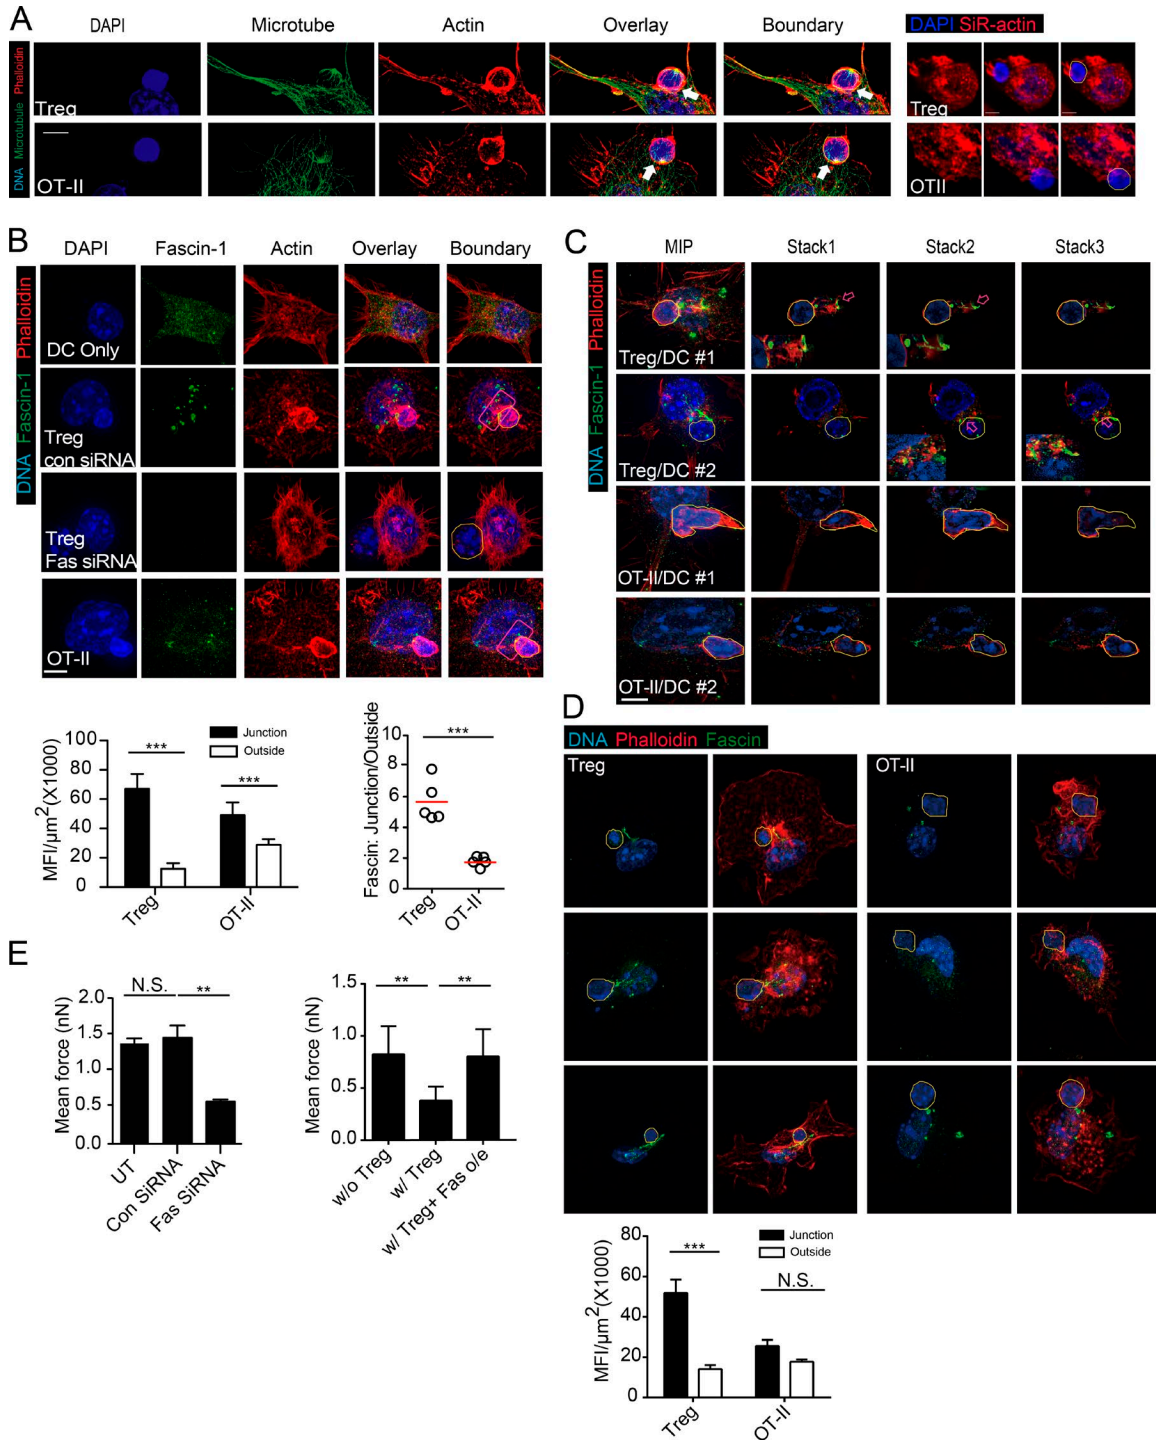 A
DAPI Microtube Actin Overlay Boundary DAPI SiR-actin
DNA Microtubule Phalloidin
Treg Treg
OT-II OTII
B
DAPI Fascin-1 Actin Overlay Boundary
DNA Fascin-1 Phalloidin
DC Only
Treg
con siRNA
Treg
Fas siRNA
OT-II
MFI/µm²(X1000)
100
80
60
40
20
0
Junction
Outside
***
***
Treg OT-II
Fascin: Junction/Outside
10
8
6
4
2
0
***
Treg OT-II
C
MIP Stack1 Stack2 Stack3
DNA Fascin-1 Phalloidin
Treg/DC #1
Treg/DC #2
OT-II/DC #1
OT-II/DC #2
D
DNA Phalloidin Fascin
Treg OT-II
MFI/µm²(X1000)
80
60
40
20
0
Junction
Outside
***
N.S.
Treg OT-II
E
Mean force (nN)
2.0
1.5
1.0
0.5
0.0
N.S. **
UT Con SiRNA Fas SiRNA
Mean force (nN)
1.5
1.0
0.5
0.0
** **
w/o Treg w/ Treg w/ Treg+ Fas o/e